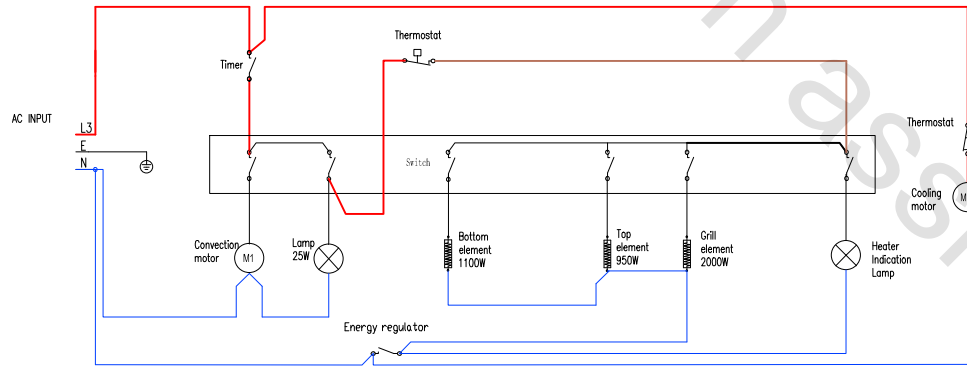 Thermostat
Timer
AC INPUT
L3
E
N
Switch
Thermostat
Cooling
motor
M
Convection
motor
M1
Lamp
25W
Bottom
element
1100W
Top
element
950W
Grill
element
2000W
Heater
Indication
Lamp
Energy regulator